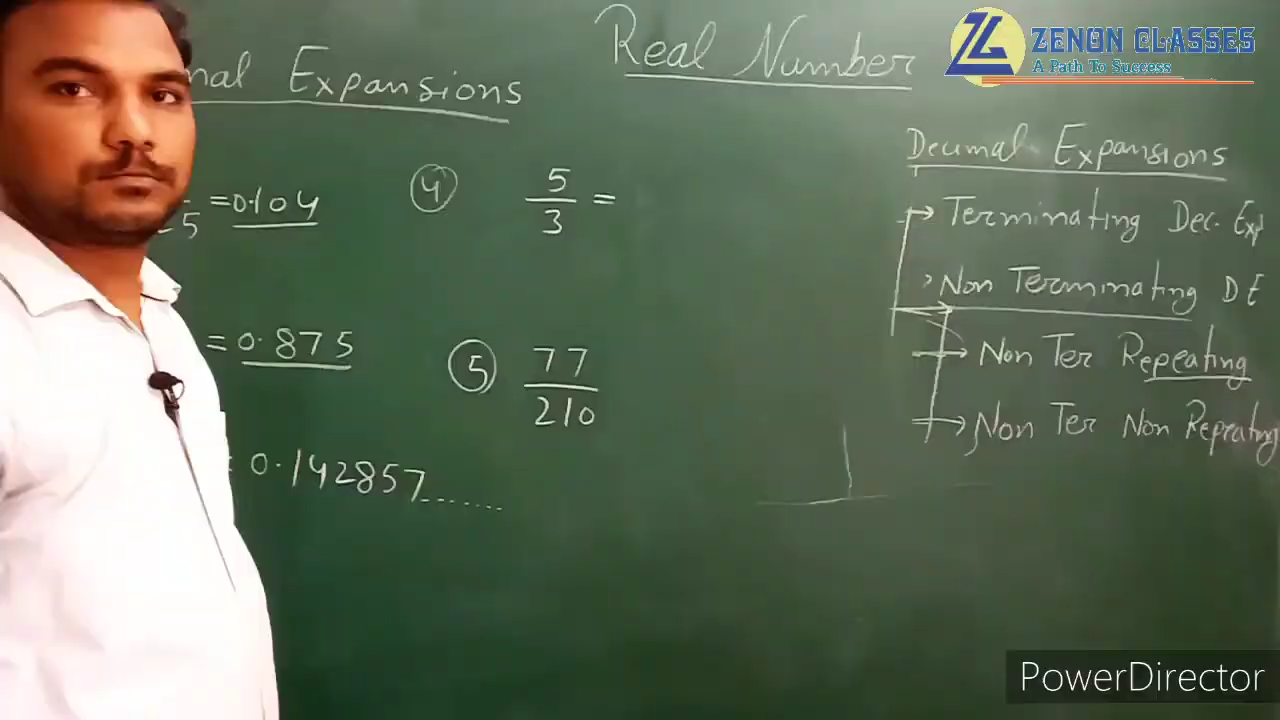 Real Number
ZENON CLASSES
A Path To Success
nal Expansions
5 = 0.104
= 0.875
= 0.142857.......
④ 5/3 =
⑤ 77/210
Decimal Expansions
→ Terminating Dec. Exp
→ Non Terminating DE
→ Non Ter Repeating
→ Non Ter Non Repeating
PowerDirector